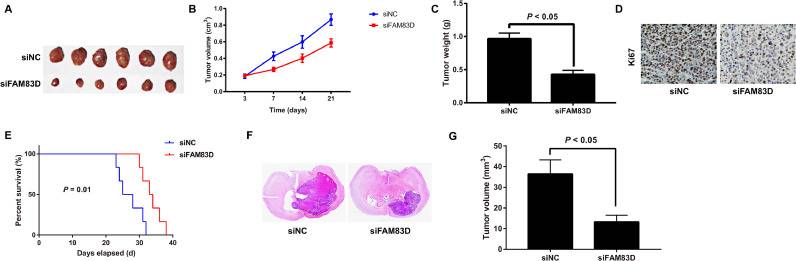 A
siNC
siFAM83D
B
siNC
siFAM83D
Tumor volume (cm³)
1.0
0.8
0.6
0.4
0.2
0.0
3 7 14 21
Time (days)
C
P < 0.05
Tumor weight (g)
1.5
1.0
0.5
0.0
siNC siFAM83D
D
Ki67
siNC siFAM83D
E
siNC
siFAM83D
Percent survival (%)
100
50
0
P = 0.01
0 10 20 30 40
Days elapsed (d)
F
siNC siFAM83D
G
P < 0.05
Tumor volume (mm³)
50
40
30
20
10
0
siNC siFAM83D